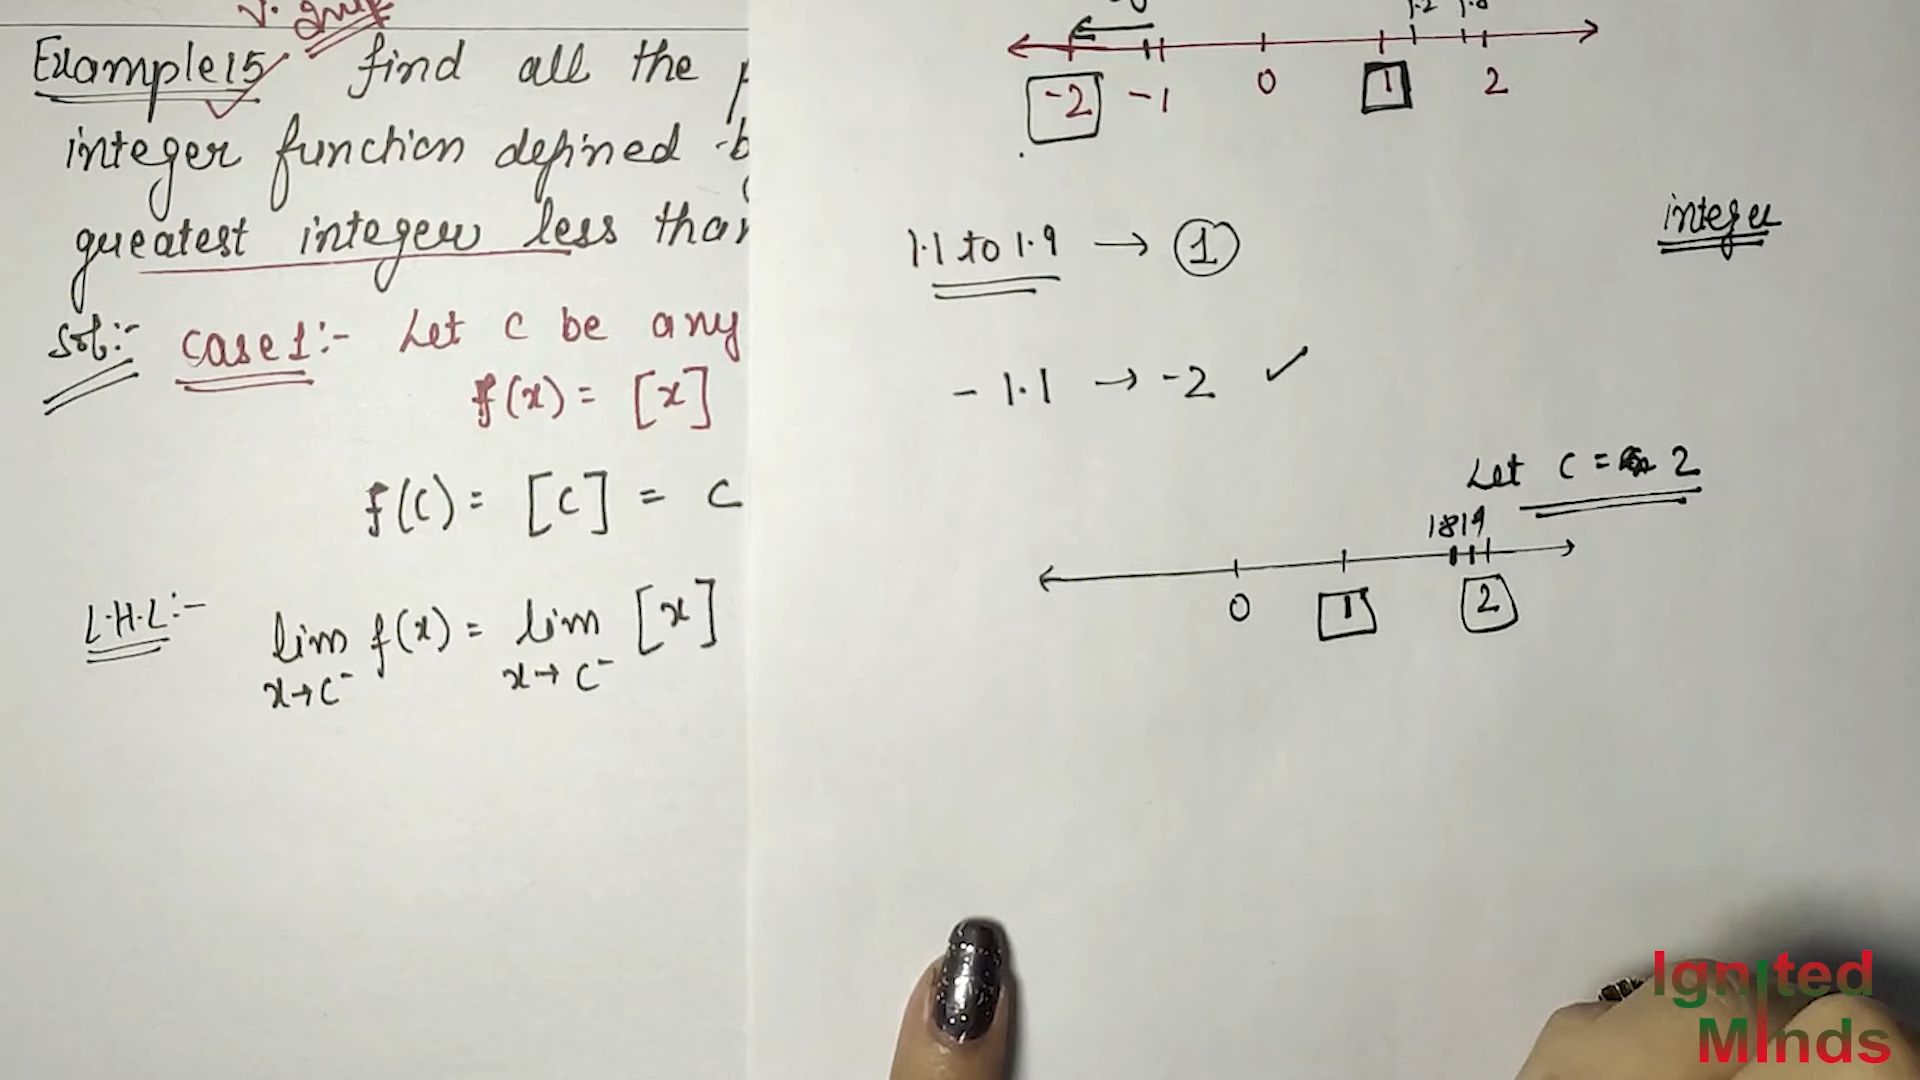 Example 15 find all the
integer function defined
greatest integer less than
Sol:- Case 1:- Let c be any
f(x) = [x]
f(c) = [c] = c
L.H.L:- lim f(x) = lim [x]
x→c⁻ x→c⁻
1.2
-2 -1 0 1 2
integer
1.1 to 1.9 → 1
-1.1 → -2 ✓
Let c = 2
1.8 1.9
0 1 2
Ignited
Minds